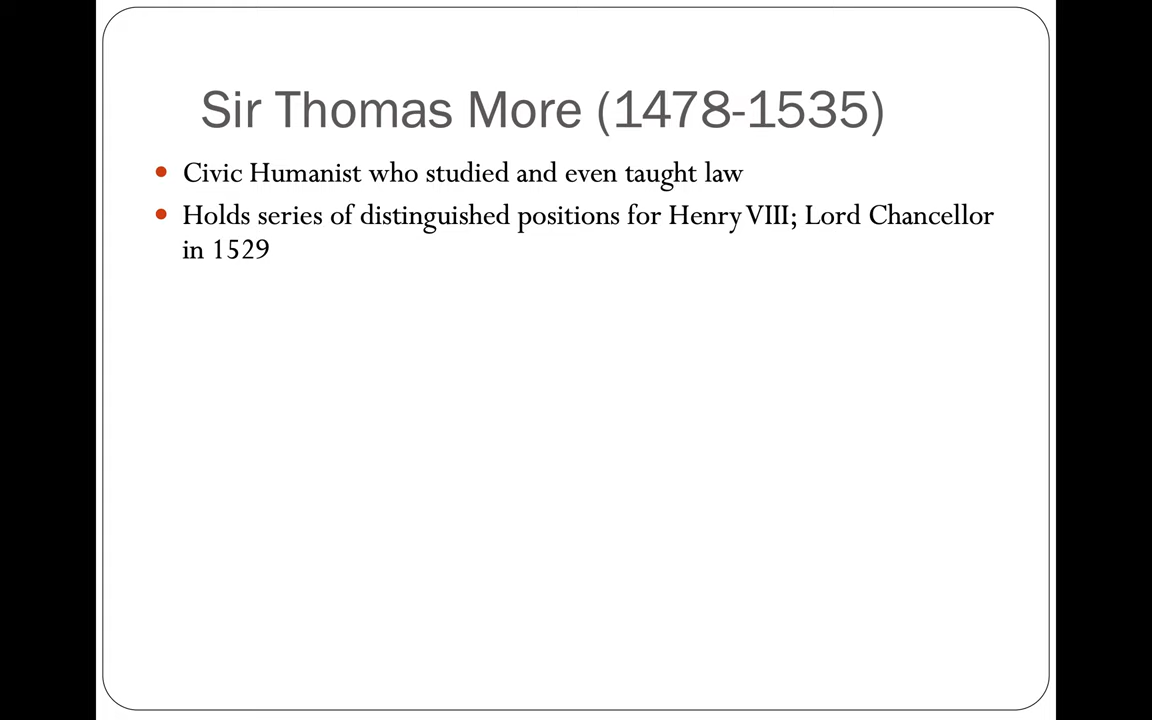 Sir Thomas More (1478-1535)
• Civic Humanist who studied and even taught law
• Holds series of distinguished positions for Henry VIII; Lord Chancellor
in 1529